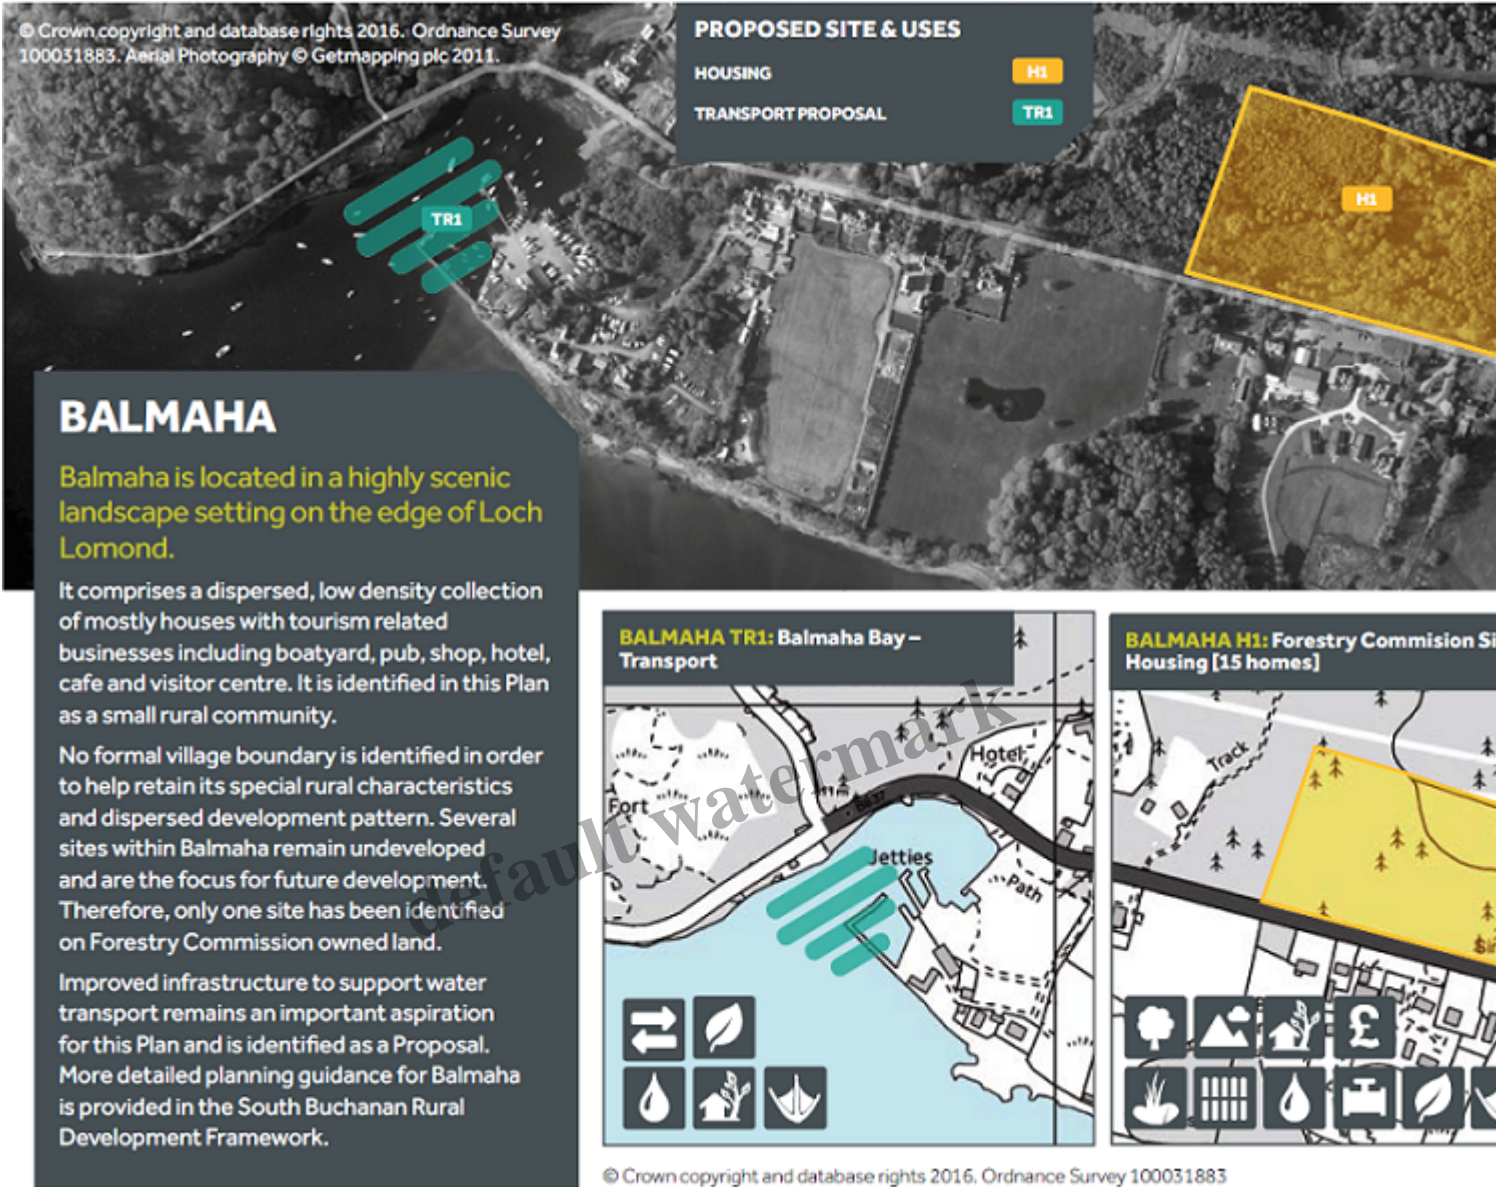 © Crown copyright and database rights 2016. Ordnance Survey
100031883. Aerial Photography © Getmapping plc 2011.
PROPOSED SITE & USES
HOUSING H1
TRANSPORT PROPOSAL TR1
TR1
H1
BALMAHA
Balmaha is located in a highly scenic
landscape setting on the edge of Loch
Lomond.
It comprises a dispersed, low density collection
of mostly houses with tourism related
businesses including boatyard, pub, shop, hotel,
cafe and visitor centre. It is identified in this Plan
as a small rural community.
No formal village boundary is identified in order
to help retain its special rural characteristics
and dispersed development pattern. Several
sites within Balmaha remain undeveloped
and are the focus for future development.
Therefore, only one site has been identified
on Forestry Commission owned land.
Improved infrastructure to support water
transport remains an important aspiration
for this Plan and is identified as a Proposal.
More detailed planning guidance for Balmaha
is provided in the South Buchanan Rural
Development Framework.
BALMAHA TR1: Balmaha Bay –
Transport
Hotel
Fort
B837
Jetties
Path
default watermark
BALMAHA H1: Forestry Commision Si
Housing [15 homes]
Track
£
© Crown copyright and database rights 2016. Ordnance Survey 100031883